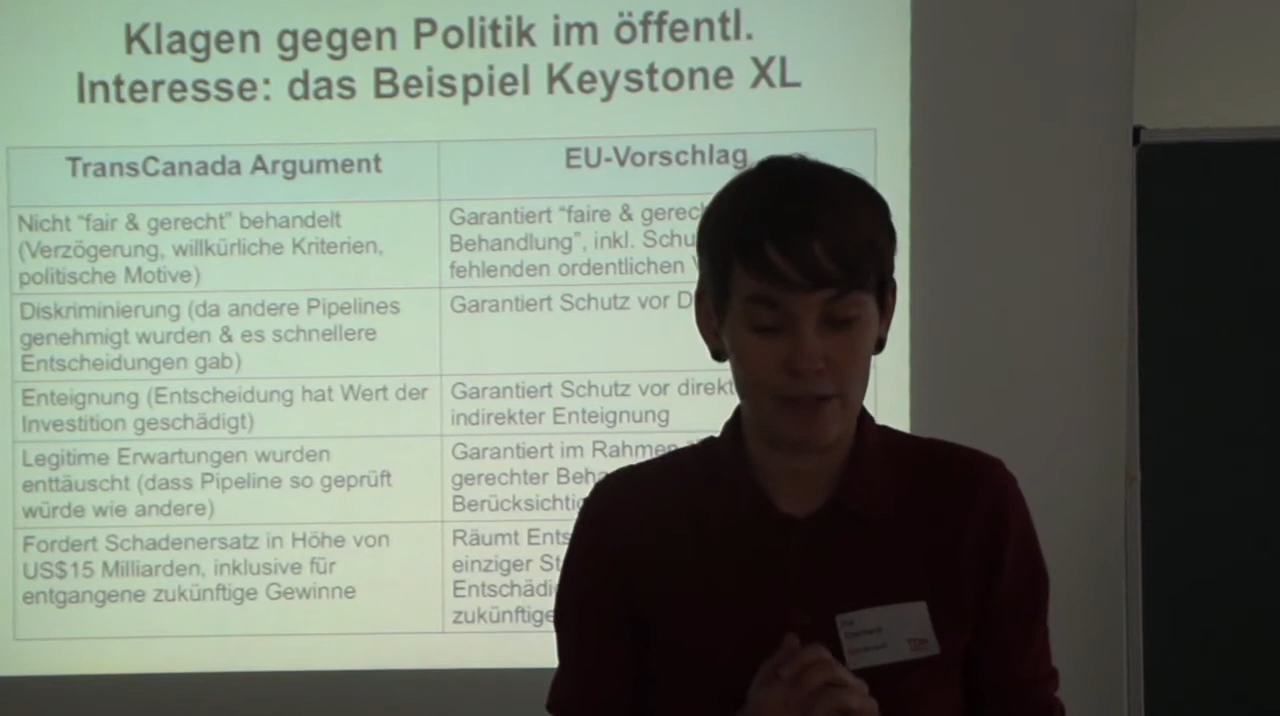 Klagen gegen Politik im öffentl.
Interesse: das Beispiel Keystone XL
TransCanada Argument
EU-Vorschlag
Nicht “fair & gerecht” behandelt
(Verzögerung, willkürliche Kriterien,
politische Motive)
Garantiert “faire & gerec
Behandlung”, inkl. Schu
fehlenden ordentlichen
Diskriminierung (da andere Pipelines
genehmigt wurden & es schnellere
Entscheidungen gab)
Garantiert Schutz vor D
Enteignung (Entscheidung hat Wert der
Investition geschädigt)
Garantiert Schutz vor direkt
indirekter Enteignung
Legitime Erwartungen wurden
enttäuscht (dass Pipeline so geprüft
würde wie andere)
Garantiert im Rahmen
gerechter Beha
Berücksichtig
Fordert Schadenersatz in Höhe von
US$15 Milliarden, inklusive für
entgangene zukünftige Gewinne
Räumt Ents
einziger St
Entschädi
zukünftige
Eberhardt